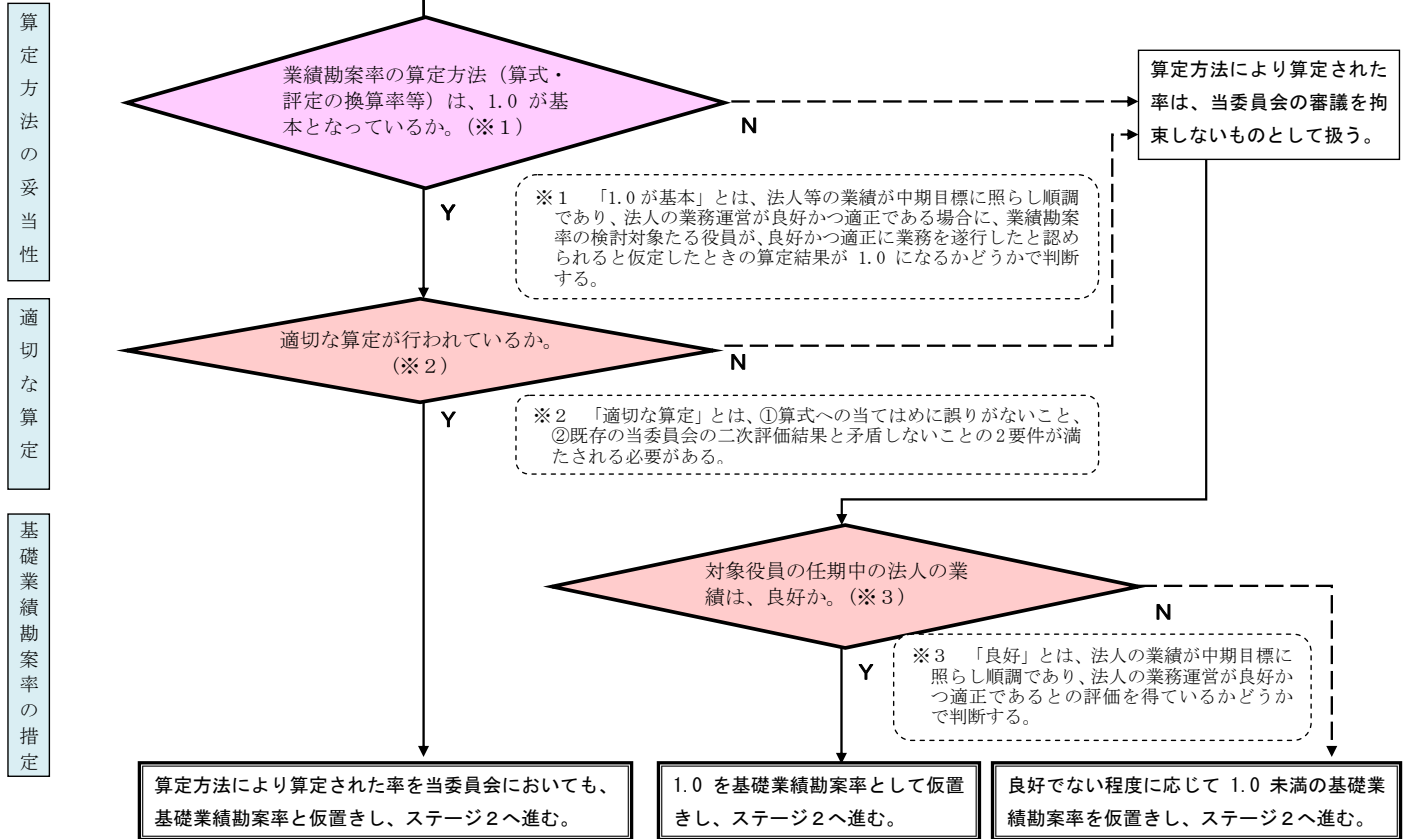 算定方法の妥当性
業績勘案率の算定方法（算式・
評定の換算率等）は、1.0 が基
本となっているか。（※１）
N
Y
算定方法により算定された
率は、当委員会の審議を拘
束しないものとして扱う。
※１　「1.0 が基本」とは、法人等の業績が中期目標に照らし順調
であり、法人の業務運営が良好かつ適正である場合に、業績勘案
率の検討対象たる役員が、良好かつ適正に業務を遂行したと認め
られると仮定したときの算定結果が 1.0 になるかどうかで判断
する。
適切な算定
適切な算定が行われているか。
（※２）
N
Y
※２　「適切な算定」とは、①算式への当てはめに誤りがないこと、
②既存の当委員会の二次評価結果と矛盾しないことの2要件が満
たされる必要がある。
基礎業績勘案率の措定
対象役員の任期中の法人の業
績は、良好か。（※３）
N
Y
※３　「良好」とは、法人の業績が中期目標に
照らし順調であり、法人の業務運営が良好か
つ適正であるとの評価を得ているかどうか
で判断する。
算定方法により算定された率を当委員会においても、
基礎業績勘案率と仮置きし、ステージ２へ進む。
1.0 を基礎業績勘案率として仮置
きし、ステージ２へ進む。
良好でない程度に応じて 1.0 未満の基礎業
績勘案率を仮置きし、ステージ２へ進む。